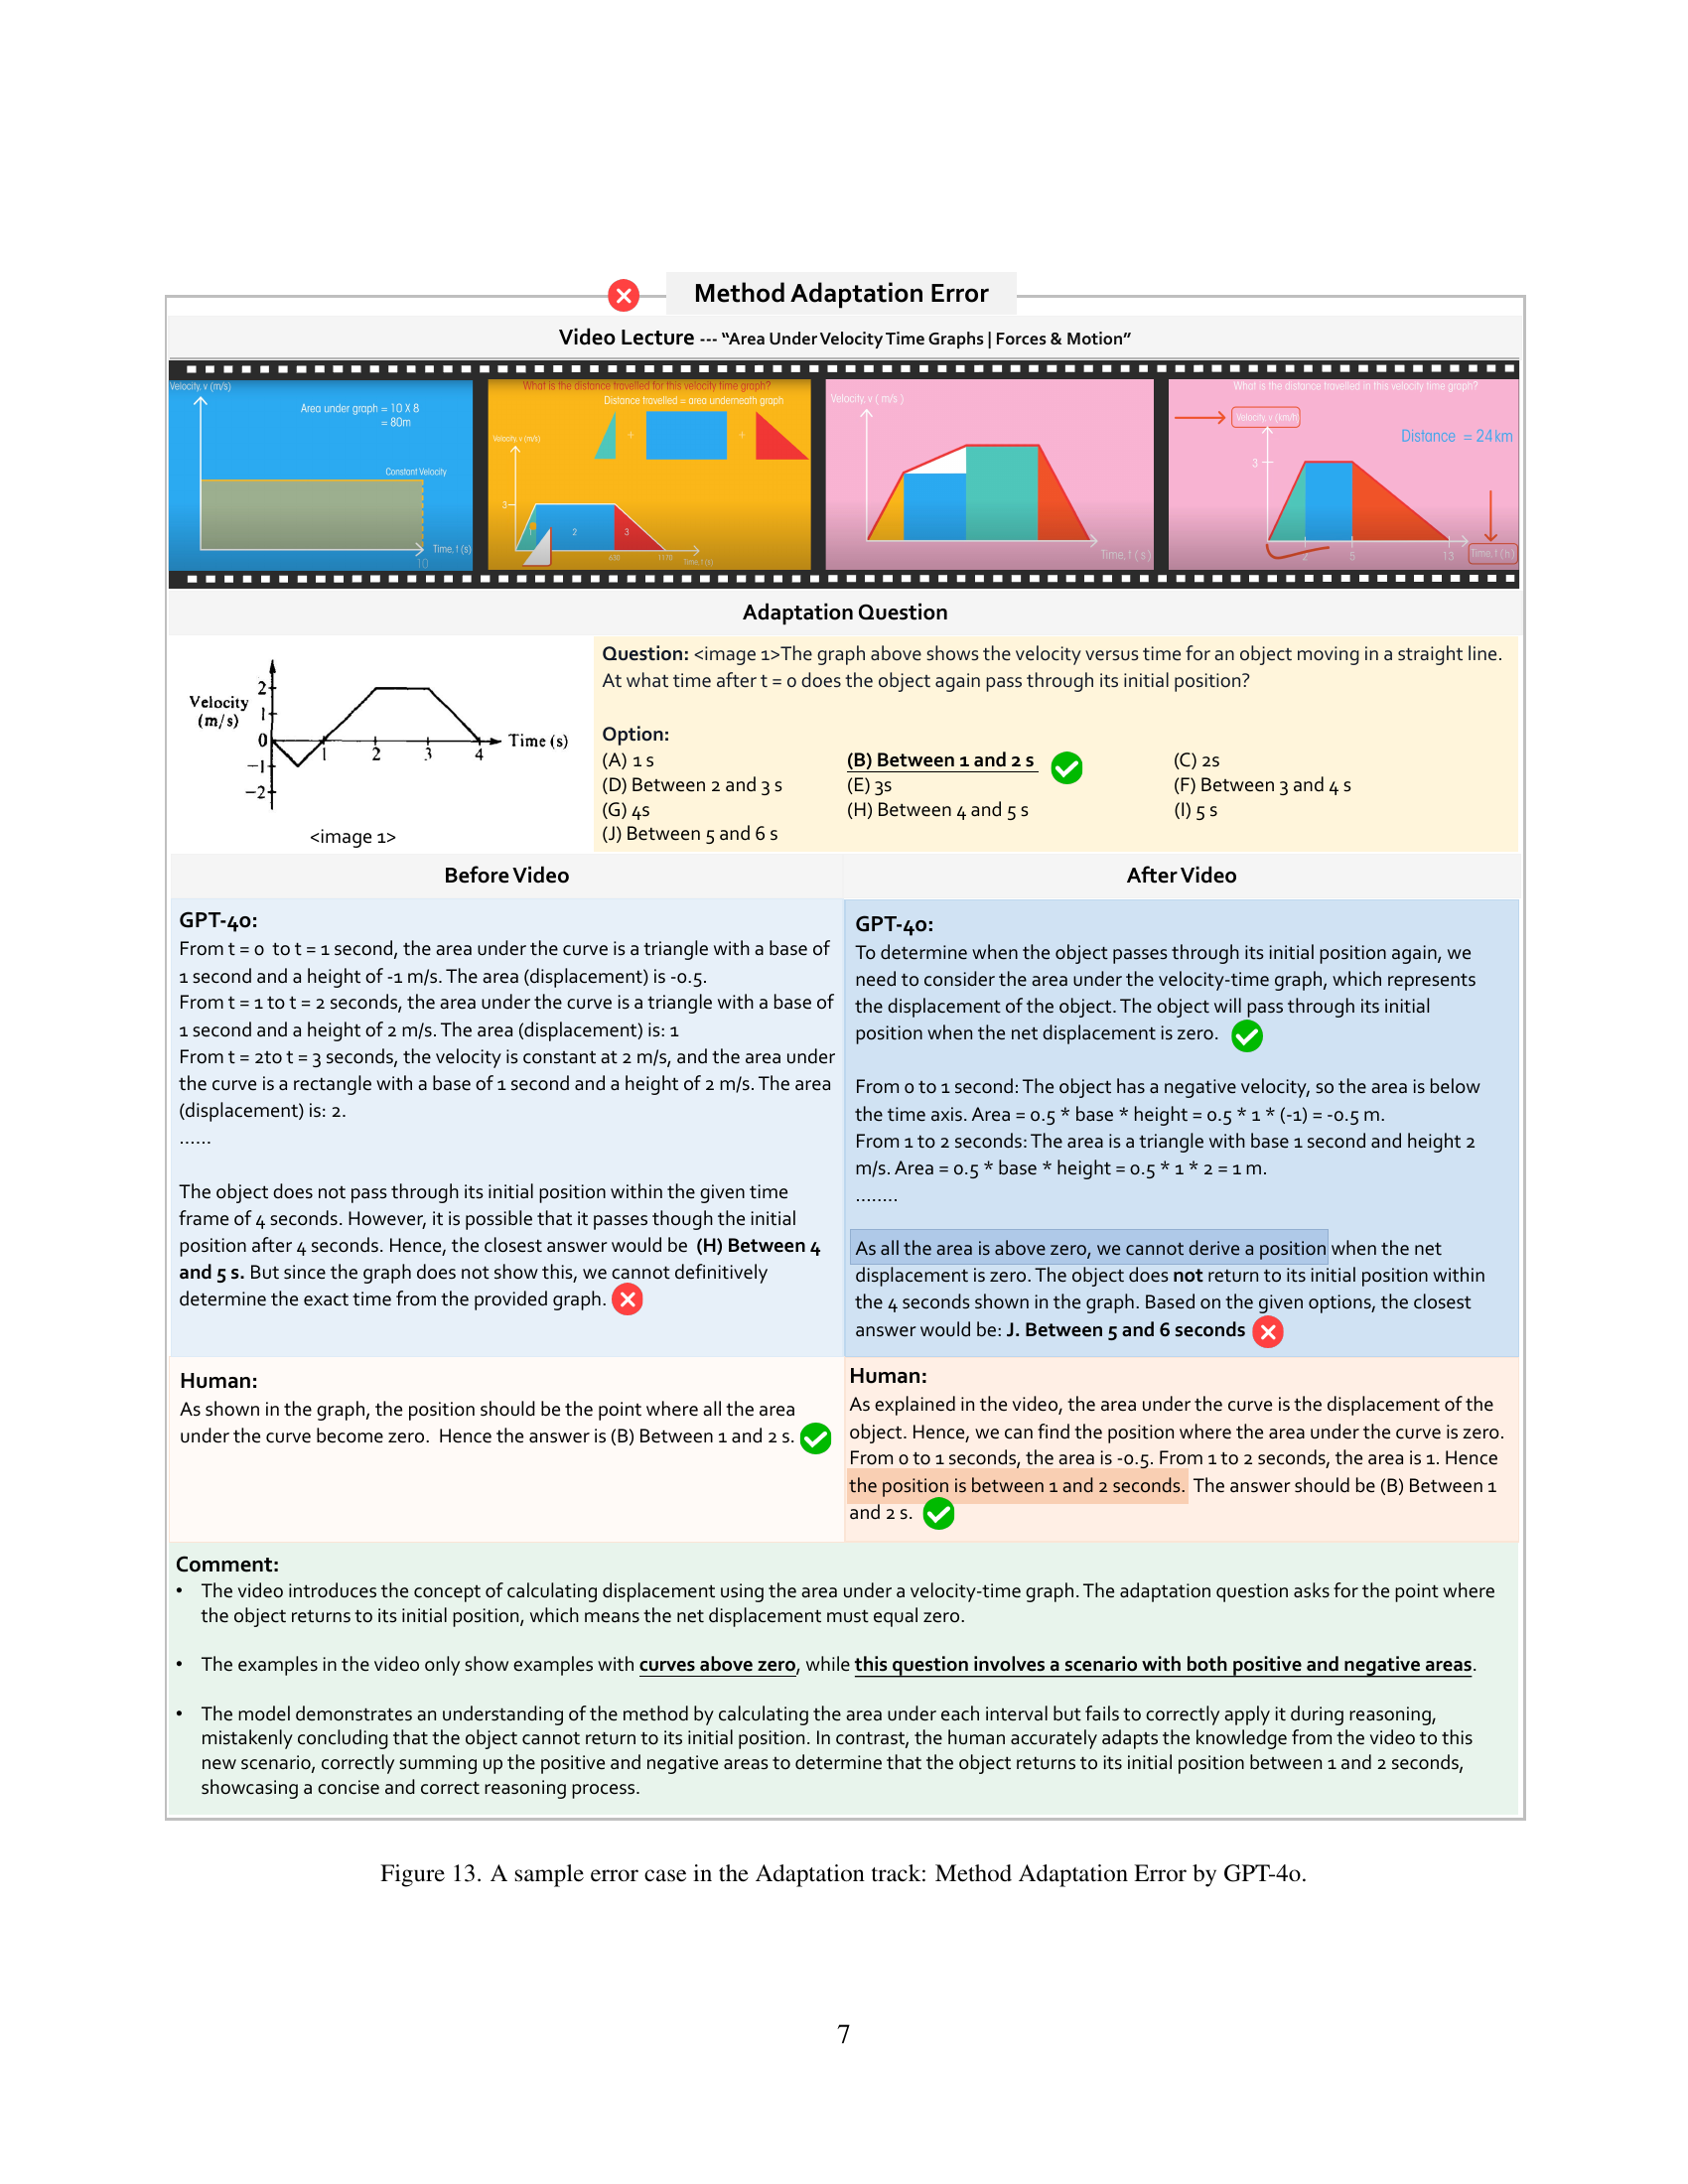 Method Adaptation Error
Video Lecture --- “Area Under Velocity Time Graphs | Forces & Motion”
Velocity, v (m/s)
Area under graph = 10 X 8
= 80m
Constant Velocity
Time, t (s)
10
What is the distance travelled for this velocity time graph?
Distance travelled = area underneath graph
+
+
Velocity, v (m/s)
3
2
3
630
1170
Time, t (s)
Velocity, v ( m/s )
Time, t ( s )
What is the distance travelled in this velocity time graph?
Velocity, v (km/h)
Distance = 24km
3
2
5
13
Time, t ( h )
Adaptation Question
Velocity
(m/s)
2
1
0
−1
−2
1
2
3
4
Time (s)
<image 1>
Question: <image 1>The graph above shows the velocity versus time for an object moving in a straight line.
At what time after t = 0 does the object again pass through its initial position?
Option:
(A) 1 s (B) Between 1 and 2 s (C) 2s
(D) Between 2 and 3 s (E) 3s (F) Between 3 and 4 s
(G) 4s (H) Between 4 and 5 s (I) 5 s
(J) Between 5 and 6 s
Before Video
After Video
GPT-4o:
From t = 0 to t = 1 second, the area under the curve is a triangle with a base of
1 second and a height of -1 m/s. The area (displacement) is -0.5.
From t = 1 to t = 2 seconds, the area under the curve is a triangle with a base of
1 second and a height of 2 m/s. The area (displacement) is: 1
From t = 2to t = 3 seconds, the velocity is constant at 2 m/s, and the area under
the curve is a rectangle with a base of 1 second and a height of 2 m/s. The area
(displacement) is: 2.
......
The object does not pass through its initial position within the given time
frame of 4 seconds. However, it is possible that it passes though the initial
position after 4 seconds. Hence, the closest answer would be (H) Between 4
and 5 s. But since the graph does not show this, we cannot definitively
determine the exact time from the provided graph.
GPT-4o:
To determine when the object passes through its initial position again, we
need to consider the area under the velocity-time graph, which represents
the displacement of the object. The object will pass through its initial
position when the net displacement is zero.
From 0 to 1 second: The object has a negative velocity, so the area is below
the time axis. Area = 0.5 * base * height = 0.5 * 1 * (-1) = -0.5 m.
From 1 to 2 seconds: The area is a triangle with base 1 second and height 2
m/s. Area = 0.5 * base * height = 0.5 * 1 * 2 = 1 m.
........
As all the area is above zero, we cannot derive a position when the net
displacement is zero. The object does not return to its initial position within
the 4 seconds shown in the graph. Based on the given options, the closest
answer would be: J. Between 5 and 6 seconds
Human:
As shown in the graph, the position should be the point where all the area
under the curve become zero. Hence the answer is (B) Between 1 and 2 s.
Human:
As explained in the video, the area under the curve is the displacement of the
object. Hence, we can find the position where the area under the curve is zero.
From 0 to 1 seconds, the area is -0.5. From 1 to 2 seconds, the area is 1. Hence
the position is between 1 and 2 seconds. The answer should be (B) Between 1
and 2 s.
Comment:
• The video introduces the concept of calculating displacement using the area under a velocity-time graph. The adaptation question asks for the point where
the object returns to its initial position, which means the net displacement must equal zero.
• The examples in the video only show examples with curves above zero, while this question involves a scenario with both positive and negative areas.
• The model demonstrates an understanding of the method by calculating the area under each interval but fails to correctly apply it during reasoning,
mistakenly concluding that the object cannot return to its initial position. In contrast, the human accurately adapts the knowledge from the video to this
new scenario, correctly summing up the positive and negative areas to determine that the object returns to its initial position between 1 and 2 seconds,
showcasing a concise and correct reasoning process.
Figure 13. A sample error case in the Adaptation track: Method Adaptation Error by GPT-4o.
7